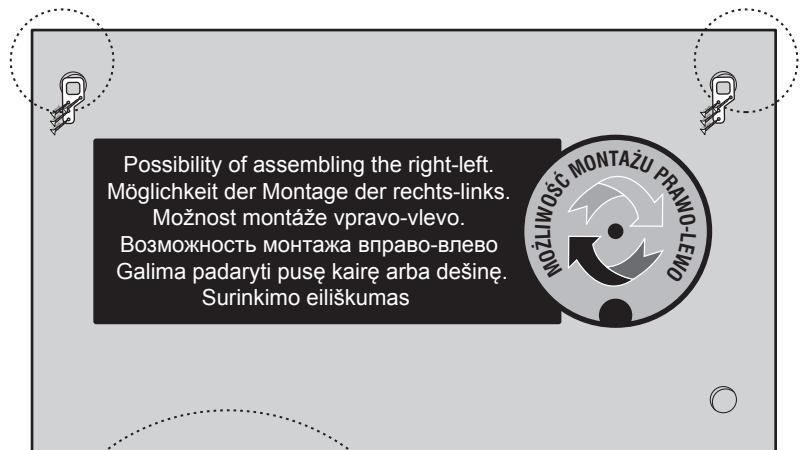 Possibility of assembling the right-left.
Möglichkeit der Montage der rechts-links.
Možnost montáže vpravo-vlevo.
Возможность монтажа вправо-влево
Galima padaryti pusę kairę arba dešinę.
Surinkimo eiliškumas
MOŻLIWOŚĆ MONTAŻU PRAWO-LEWO